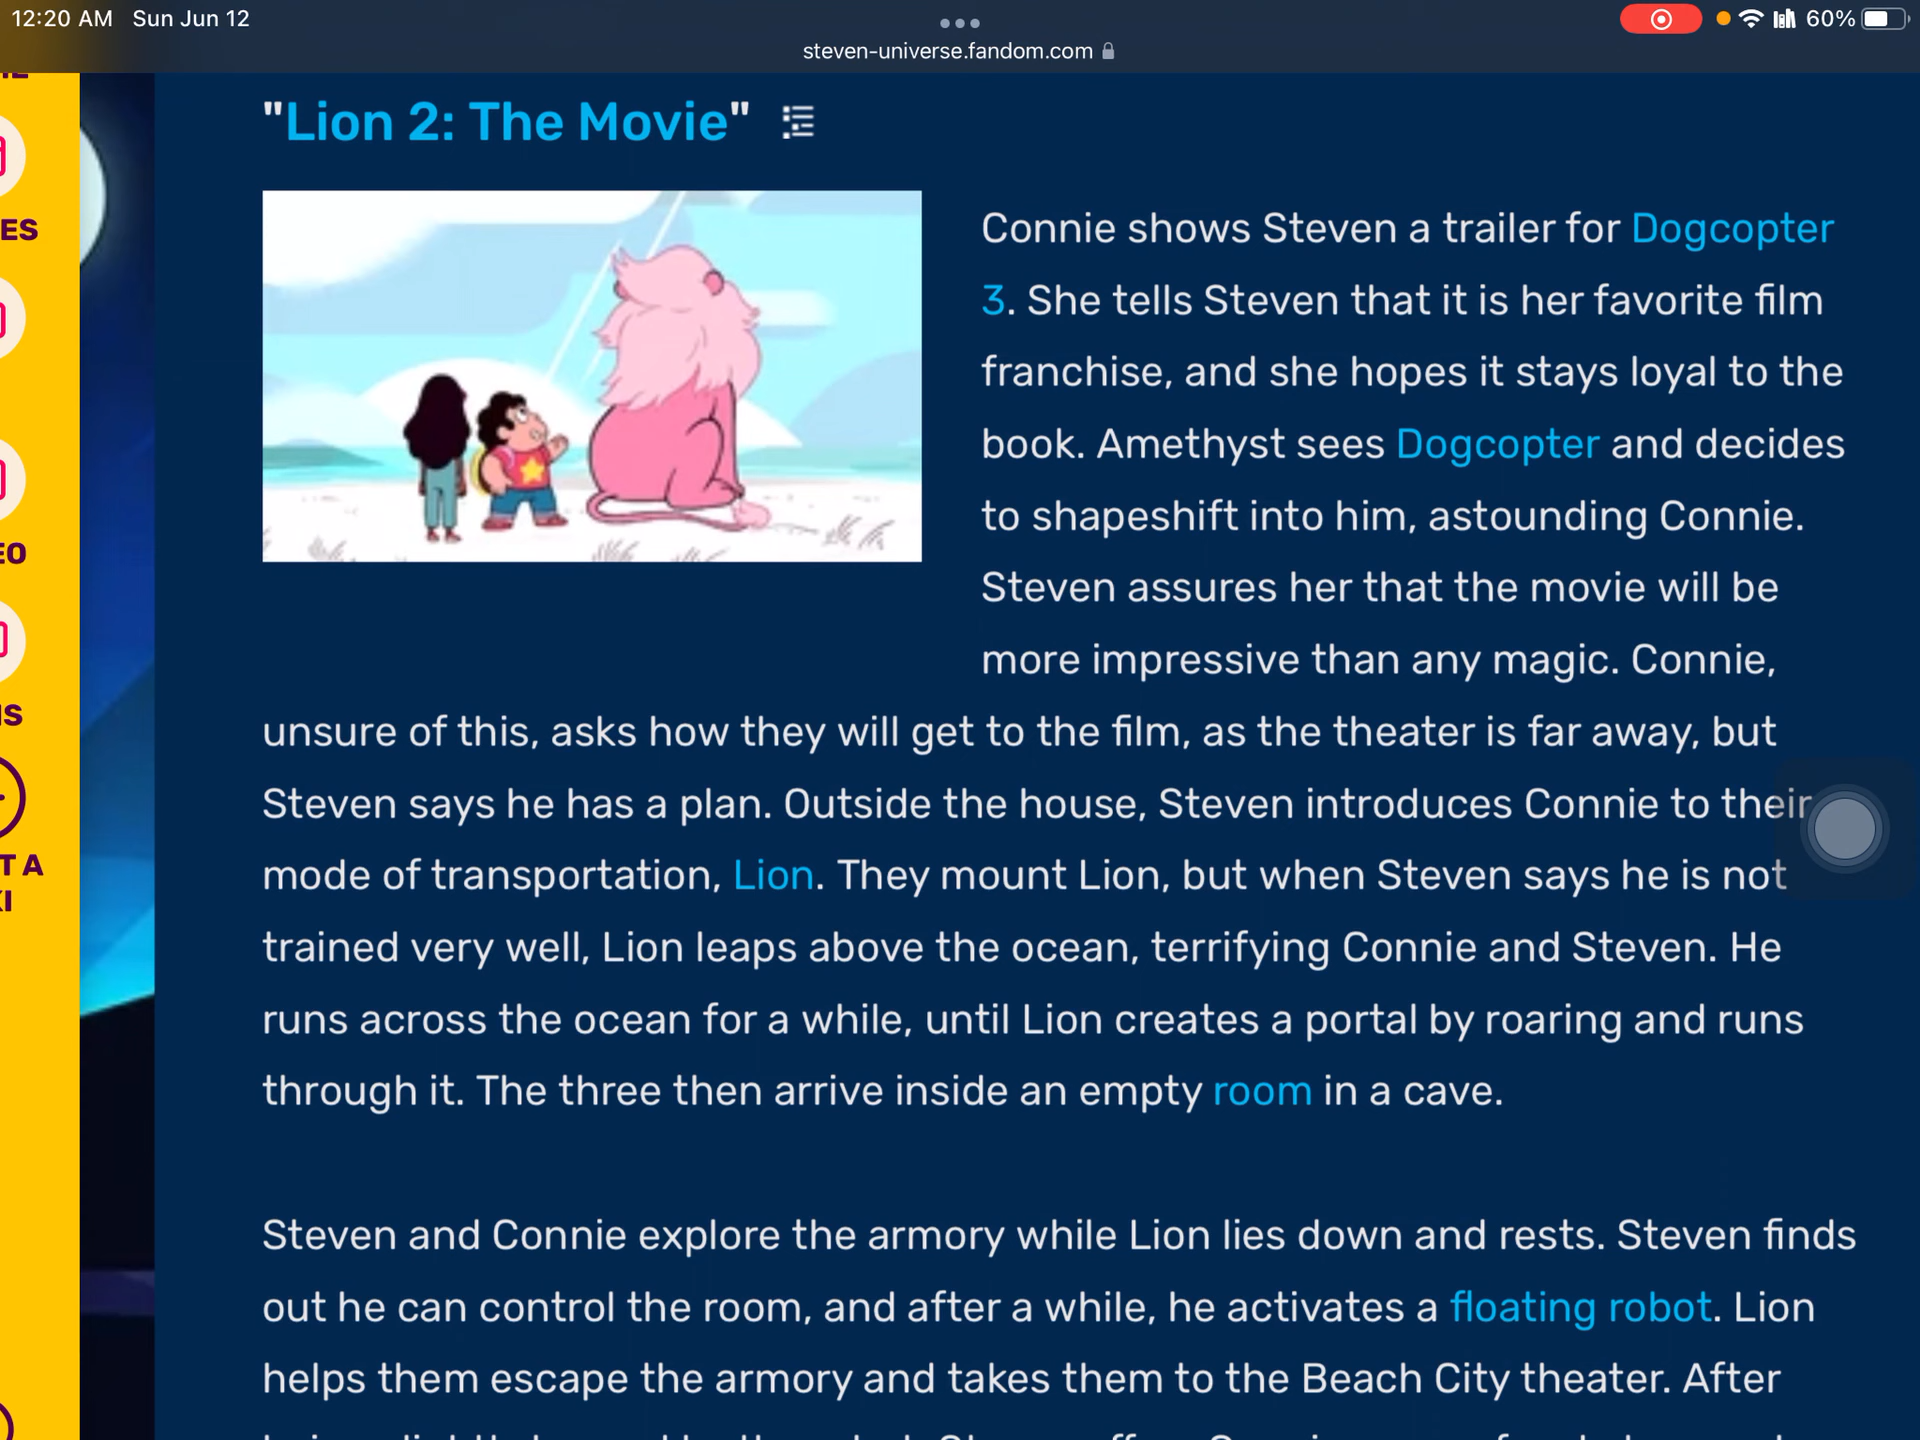 12:20 AM Sun Jun 12
60%
steven-universe.fandom.com
"Lion 2: The Movie"
Connie shows Steven a trailer for Dogcopter
3. She tells Steven that it is her favorite film
franchise, and she hopes it stays loyal to the
book. Amethyst sees Dogcopter and decides
to shapeshift into him, astounding Connie.
Steven assures her that the movie will be
more impressive than any magic. Connie,
unsure of this, asks how they will get to the film, as the theater is far away, but
Steven says he has a plan. Outside the house, Steven introduces Connie to their
mode of transportation, Lion. They mount Lion, but when Steven says he is not
trained very well, Lion leaps above the ocean, terrifying Connie and Steven. He
runs across the ocean for a while, until Lion creates a portal by roaring and runs
through it. The three then arrive inside an empty room in a cave.
Steven and Connie explore the armory while Lion lies down and rests. Steven finds
out he can control the room, and after a while, he activates a floating robot. Lion
helps them escape the armory and takes them to the Beach City theater. After
ES
EO
T A